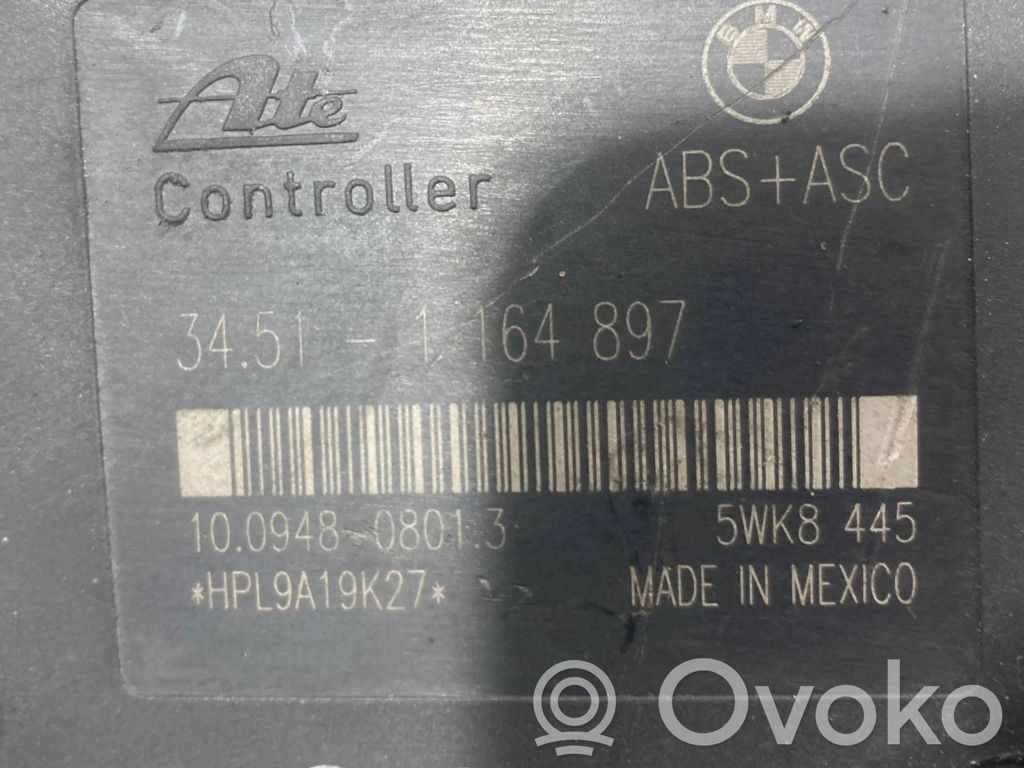 Ate
BMW
Controller
ABS+ASC
34.51 - 1 164 897
10.0948-0801.3
5WK8 445
*HPL9A19K27*
MADE IN MEXICO
Ovoko